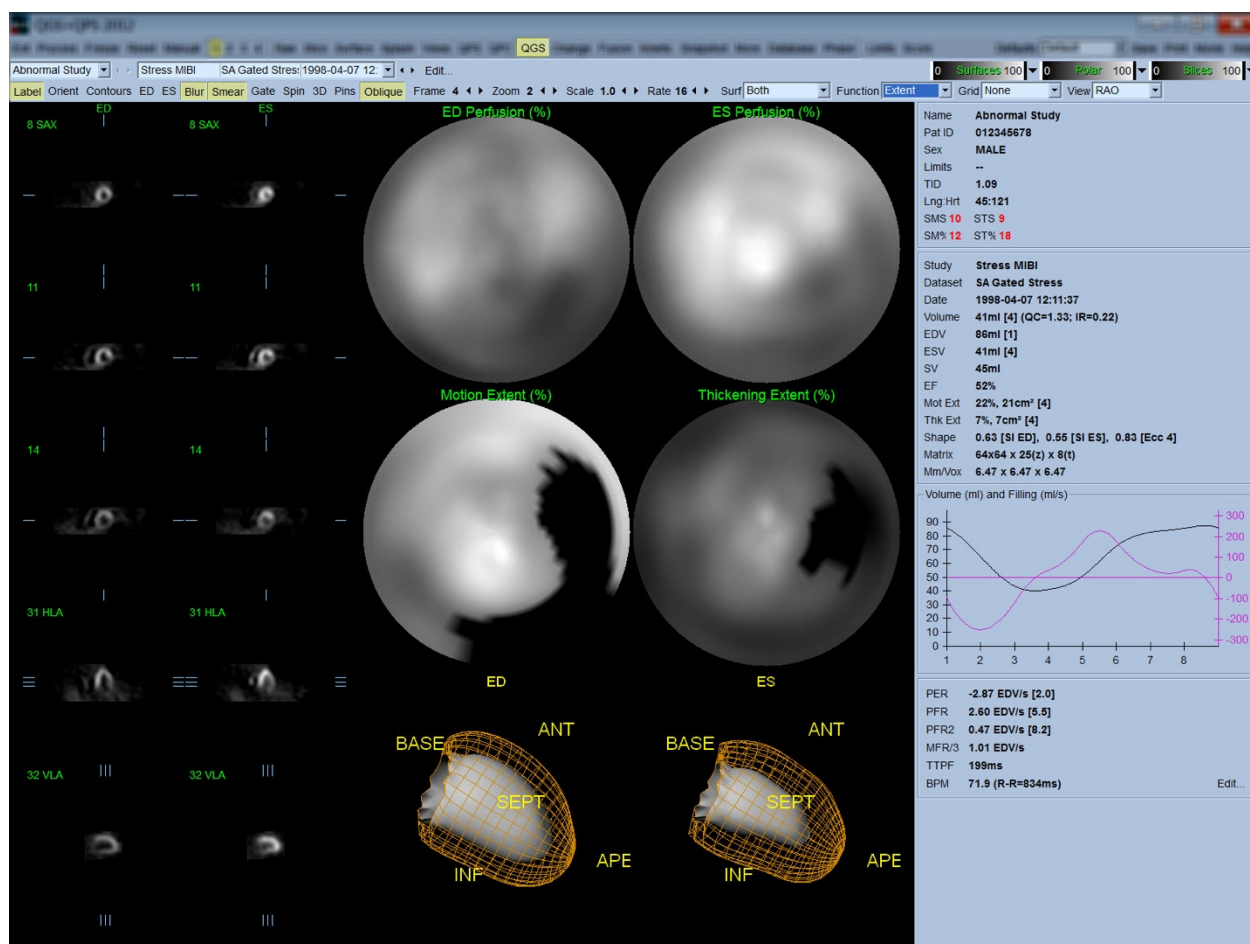 QGS+QPS 2012
QGS
Abnormal Study Stress MIBI SA Gated Stres: 1998-04-07 12: Edit...
0 Surfaces 100 0 Polar 100 0 Slices 100
Label Orient Contours ED ES Blur Smear Gate Spin 3D Pins Oblique Frame 4 Zoom 2 Scale 1.0 Rate 16 Surf Both Function Extent Grid None View RAO
ED ES
8 SAX 8 SAX
11 11
14 14
31 HLA 31 HLA
32 VLA 32 VLA
ED Perfusion (%) ES Perfusion (%)
Motion Extent (%) Thickening Extent (%)
ED ES
BASE ANT SEPT INF APE
BASE ANT SEPT INF APE
Name Abnormal Study
Pat ID 012345678
Sex MALE
Limits --
TID 1.09
Lng:Hrt 45:121
SMS 10 STS 9
SM% 12 ST% 18
Study Stress MIBI
Dataset SA Gated Stress
Date 1998-04-07 12:11:37
Volume 41ml [4] (QC=1.33; IR=0.22)
EDV 86ml [1]
ESV 41ml [4]
SV 45ml
EF 52%
Mot Ext 22%, 21cm² [4]
Thk Ext 7%, 7cm² [4]
Shape 0.63 [SI ED], 0.55 [SI ES], 0.83 [Ecc 4]
Matrix 64x64 x 25(z) x 8(t)
Mm/Vox 6.47 x 6.47 x 6.47
Volume (ml) and Filling (ml/s)
90 80 70 60 50 40 30 20 10 0
300 200 100 0 -100 -200 -300
1 2 3 4 5 6 7 8
PER -2.87 EDV/s [2.0]
PFR 2.60 EDV/s [5.5]
PFR2 0.47 EDV/s [8.2]
MFR/3 1.01 EDV/s
TTPF 199ms
BPM 71.9 (R-R=834ms) Edit...